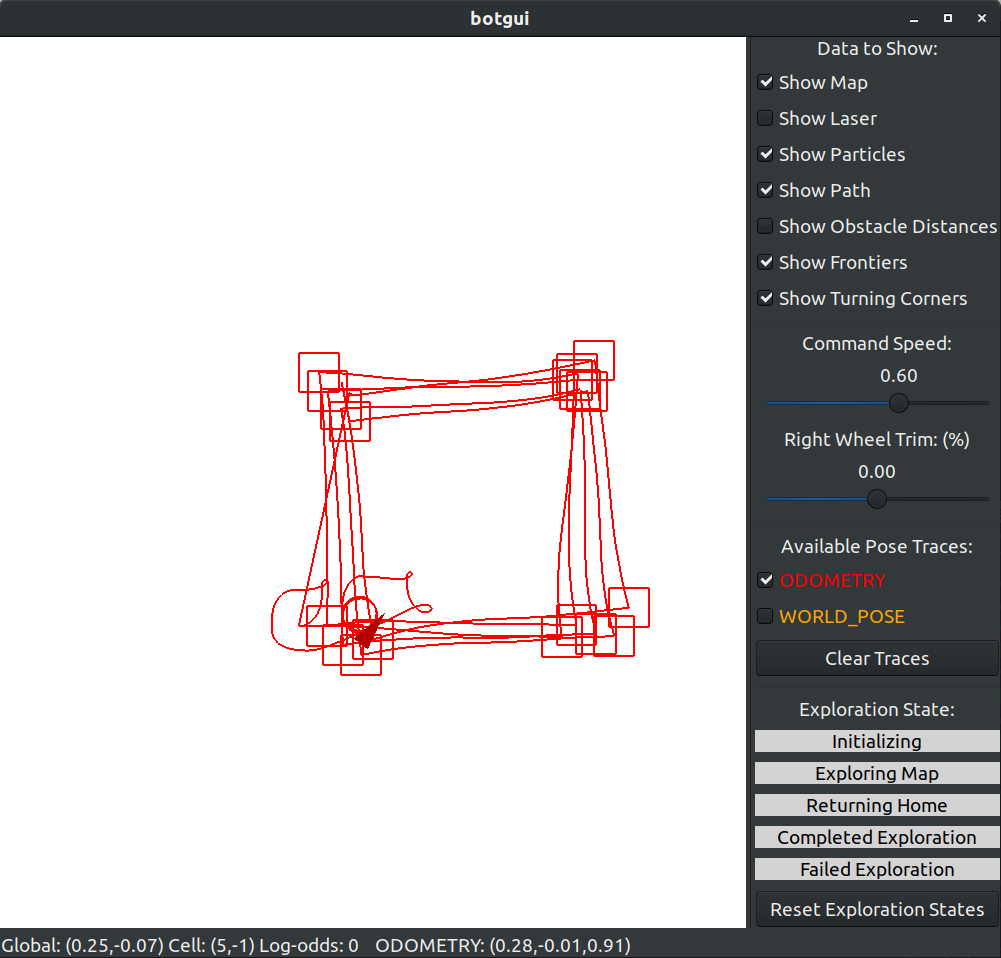 botgui
Data to Show:
Show Map
Show Laser
Show Particles
Show Path
Show Obstacle Distances
Show Frontiers
Show Turning Corners
Command Speed:
0.60
Right Wheel Trim: (%)
0.00
Available Pose Traces:
ODOMETRY
WORLD_POSE
Clear Traces
Exploration State:
Initializing
Exploring Map
Returning Home
Completed Exploration
Failed Exploration
Reset Exploration States
Global: (0.25,-0.07) Cell: (5,-1) Log-odds: 0 ODOMETRY: (0.28,-0.01,0.91)